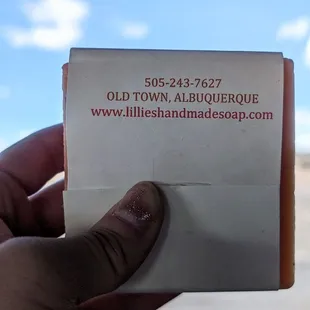 505-243-7627
OLD TOWN, ALBUQUERQUE
www.lillieshandmadesoap.com